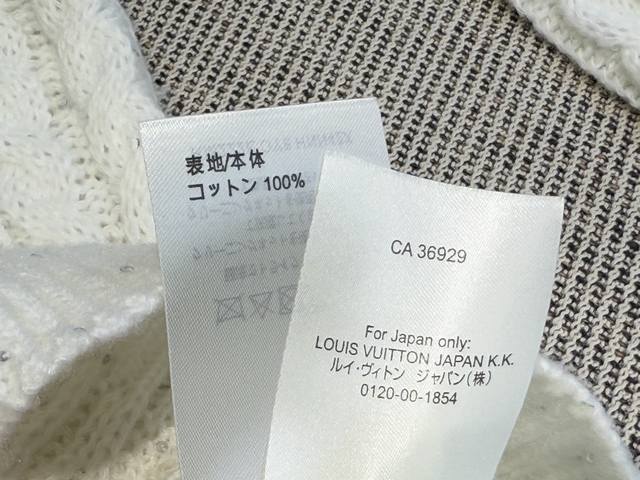 表地/本体
コットン 100%
CA 36929
For Japan only:
LOUIS VUITTON JAPAN K.K.
ルイ・ヴィトン ジャパン(株)
0120-00-1854